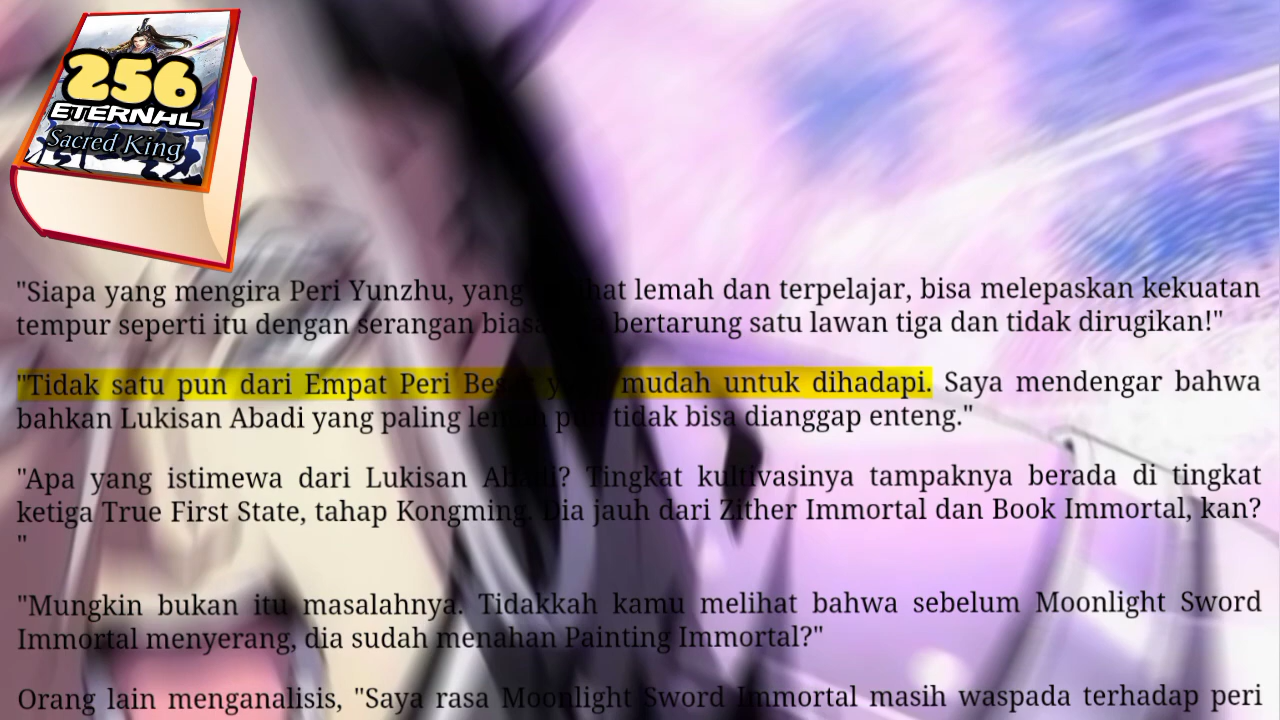 256
ETERNAL
Sacred King
"Siapa yang mengira Peri Yunzhu, yang terlihat lemah dan terpelajar, bisa melepaskan kekuatan
tempur seperti itu dengan serangan biasa bertarung satu lawan tiga dan tidak dirugikan!"
"Tidak satu pun dari Empat Peri Besar yang mudah untuk dihadapi. Saya mendengar bahwa
bahkan Lukisan Abadi yang paling lemah pun tidak bisa dianggap enteng."
"Apa yang istimewa dari Lukisan Abadi? Tingkat kultivasinya tampaknya berada di tingkat
ketiga True First State, tahap Kongming. Dia jauh dari Zither Immortal dan Book Immortal, kan?
"
"Mungkin bukan itu masalahnya. Tidakkah kamu melihat bahwa sebelum Moonlight Sword
Immortal menyerang, dia sudah menahan Painting Immortal?"
Orang lain menganalisis, "Saya rasa Moonlight Sword Immortal masih waspada terhadap peri